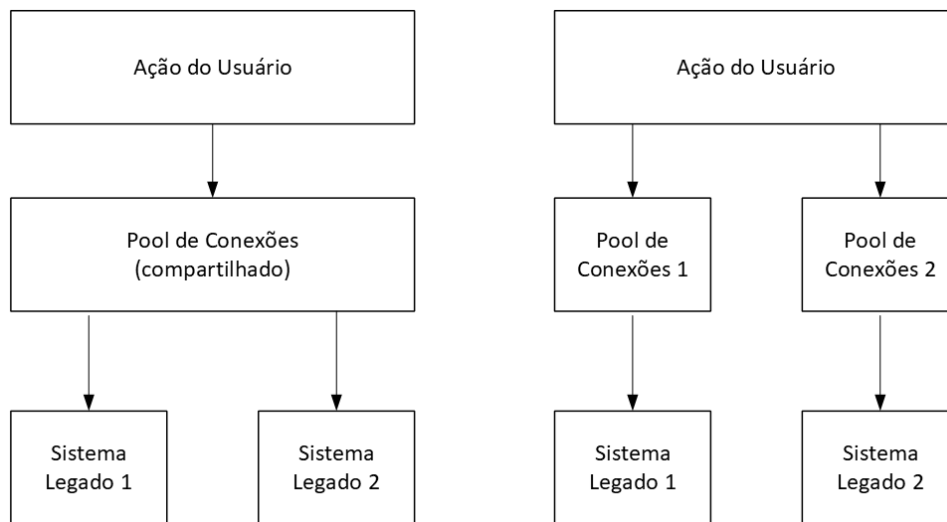 Ação do Usuário
Pool de Conexões
(compartilhado)
Sistema
Legado 1
Sistema
Legado 2
Ação do Usuário
Pool de
Conexões 1
Pool de
Conexões 2
Sistema
Legado 1
Sistema
Legado 2